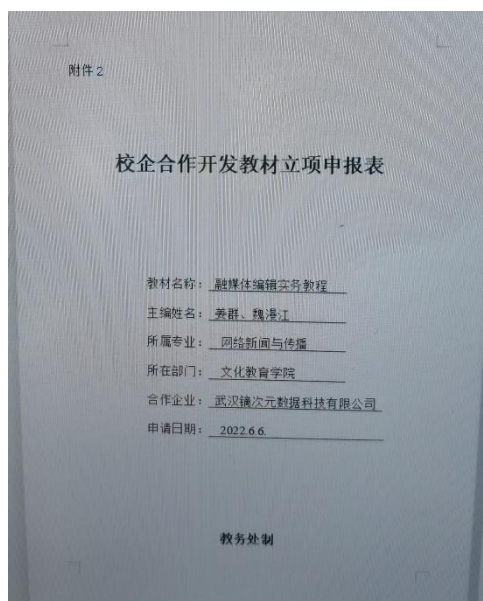 附件 2
校企合作开发教材立项申报表
教材名称：融媒体编辑实务教程
主编姓名：姜群、魏漫江
所属专业：网络新闻与传播
所在部门：文化教育学院
合作企业：武汉镝次元数据科技有限公司
申请日期：2022.6.6.
教务处制